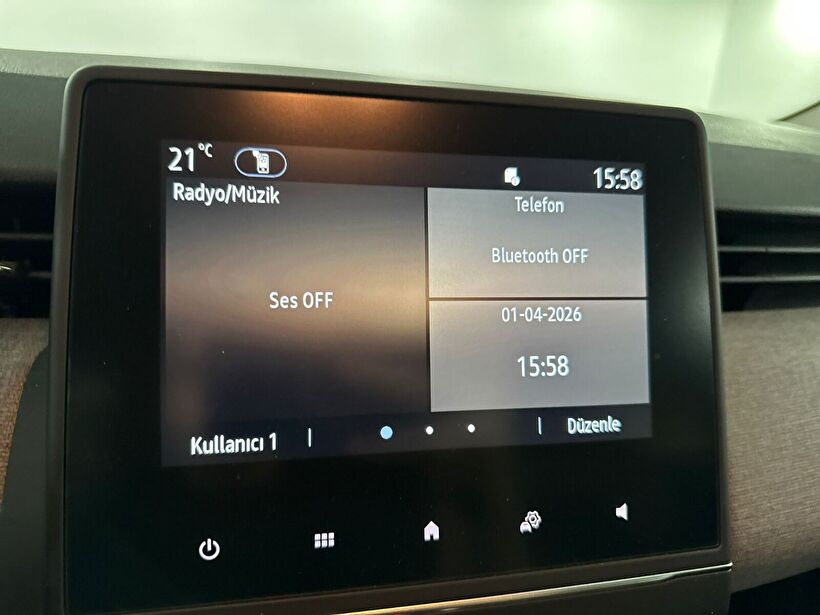 21°C
15:58
Radyo/Müzik
Ses OFF
Telefon
Bluetooth OFF
01-04-2026
15:58
Kullanıcı 1
Düzenle